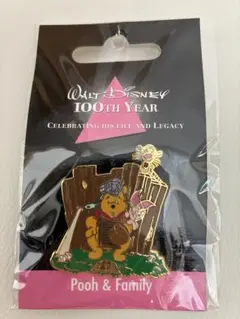 Walt Disney
100TH YEAR
CELEBRATING HIS LIFE AND LEGACY
Pooh & Family